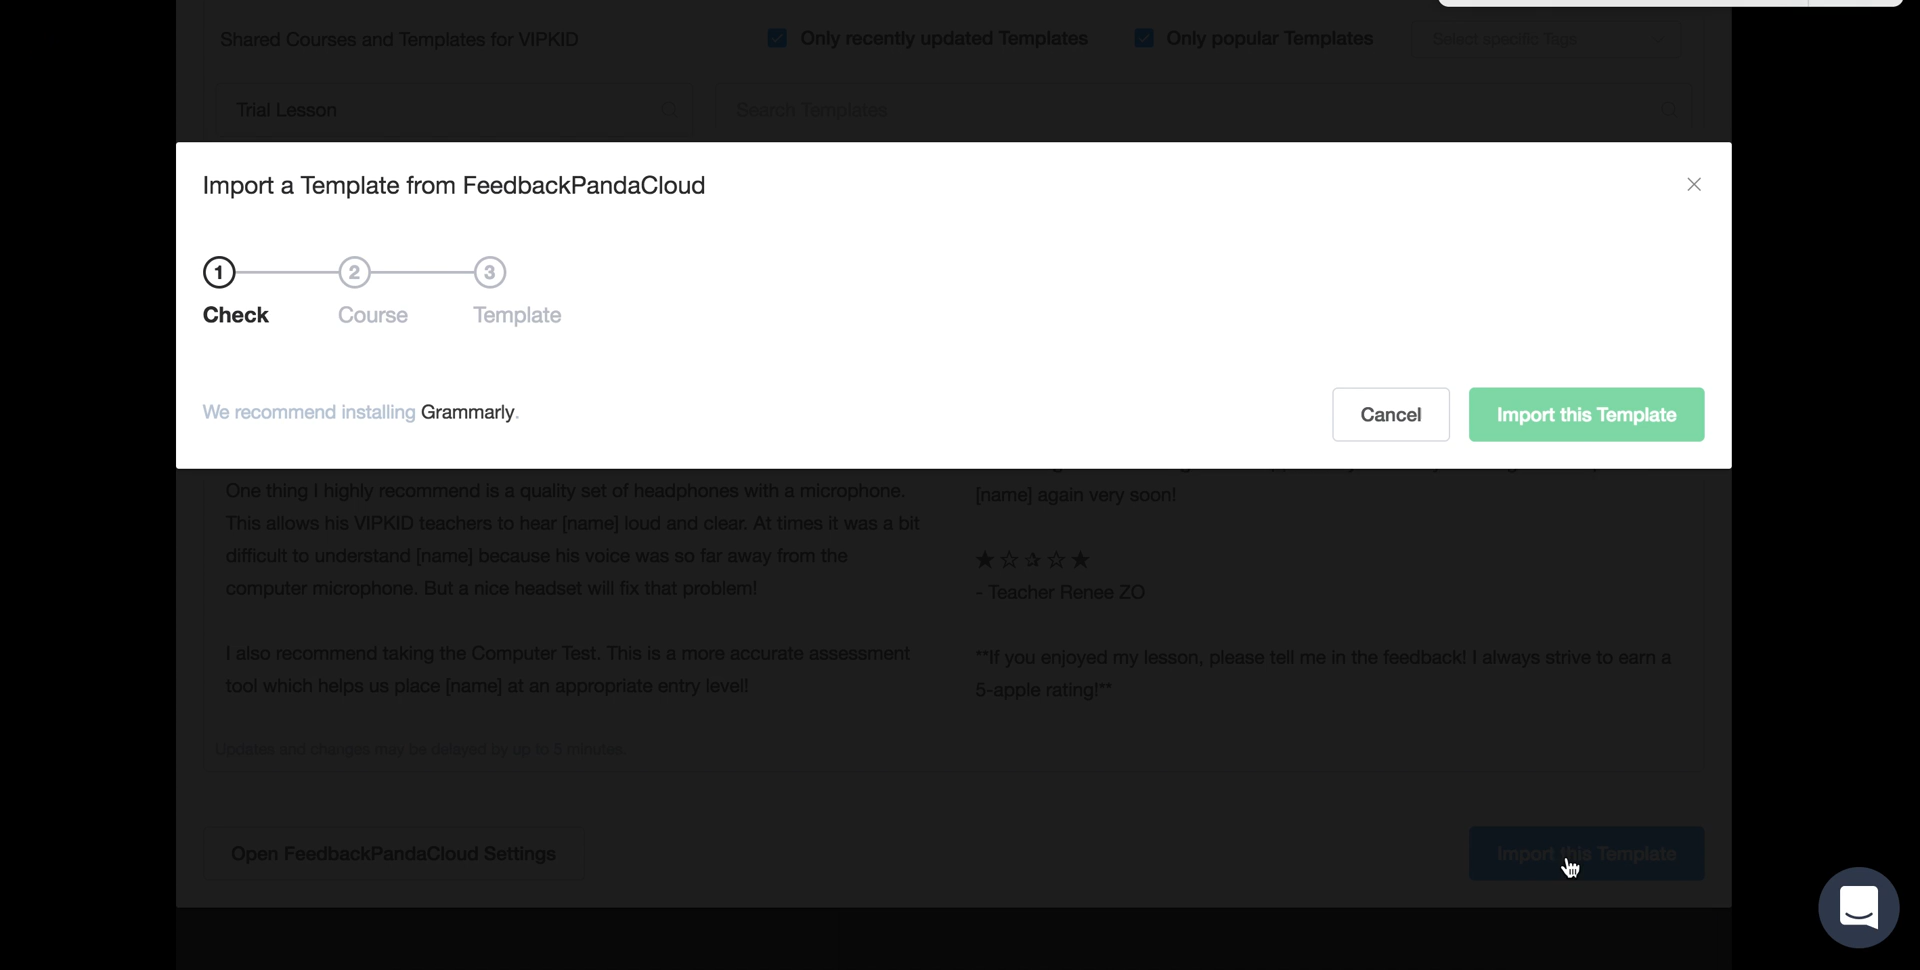 Shared Courses and Templates for VIPKID
Only recently updated Templates
Only popular Templates
Select specific Tags
Trial Lesson
Search Templates
Import a Template from FeedbackPandaCloud
1
2
3
Check
Course
Template
We recommend installing Grammarly.
Cancel
Import this Template
One thing I highly recommend is a quality set of headphones with a microphone.
This allows his VIPKID teachers to hear [name] loud and clear. At times it was a bit
difficult to understand [name] because his voice was so far away from the
computer microphone. But a nice headset will fix that problem!
I also recommend taking the Computer Test. This is a more accurate assessment
tool which helps us place [name] at an appropriate entry level!
[name] again very soon!
★☆✰☆★
- Teacher Renee ZO
**If you enjoyed my lesson, please tell me in the feedback! I always strive to earn a
5-apple rating!**
Updates and changes may be delayed by up to 5 minutes.
Open FeedbackPandaCloud Settings
Import this Template